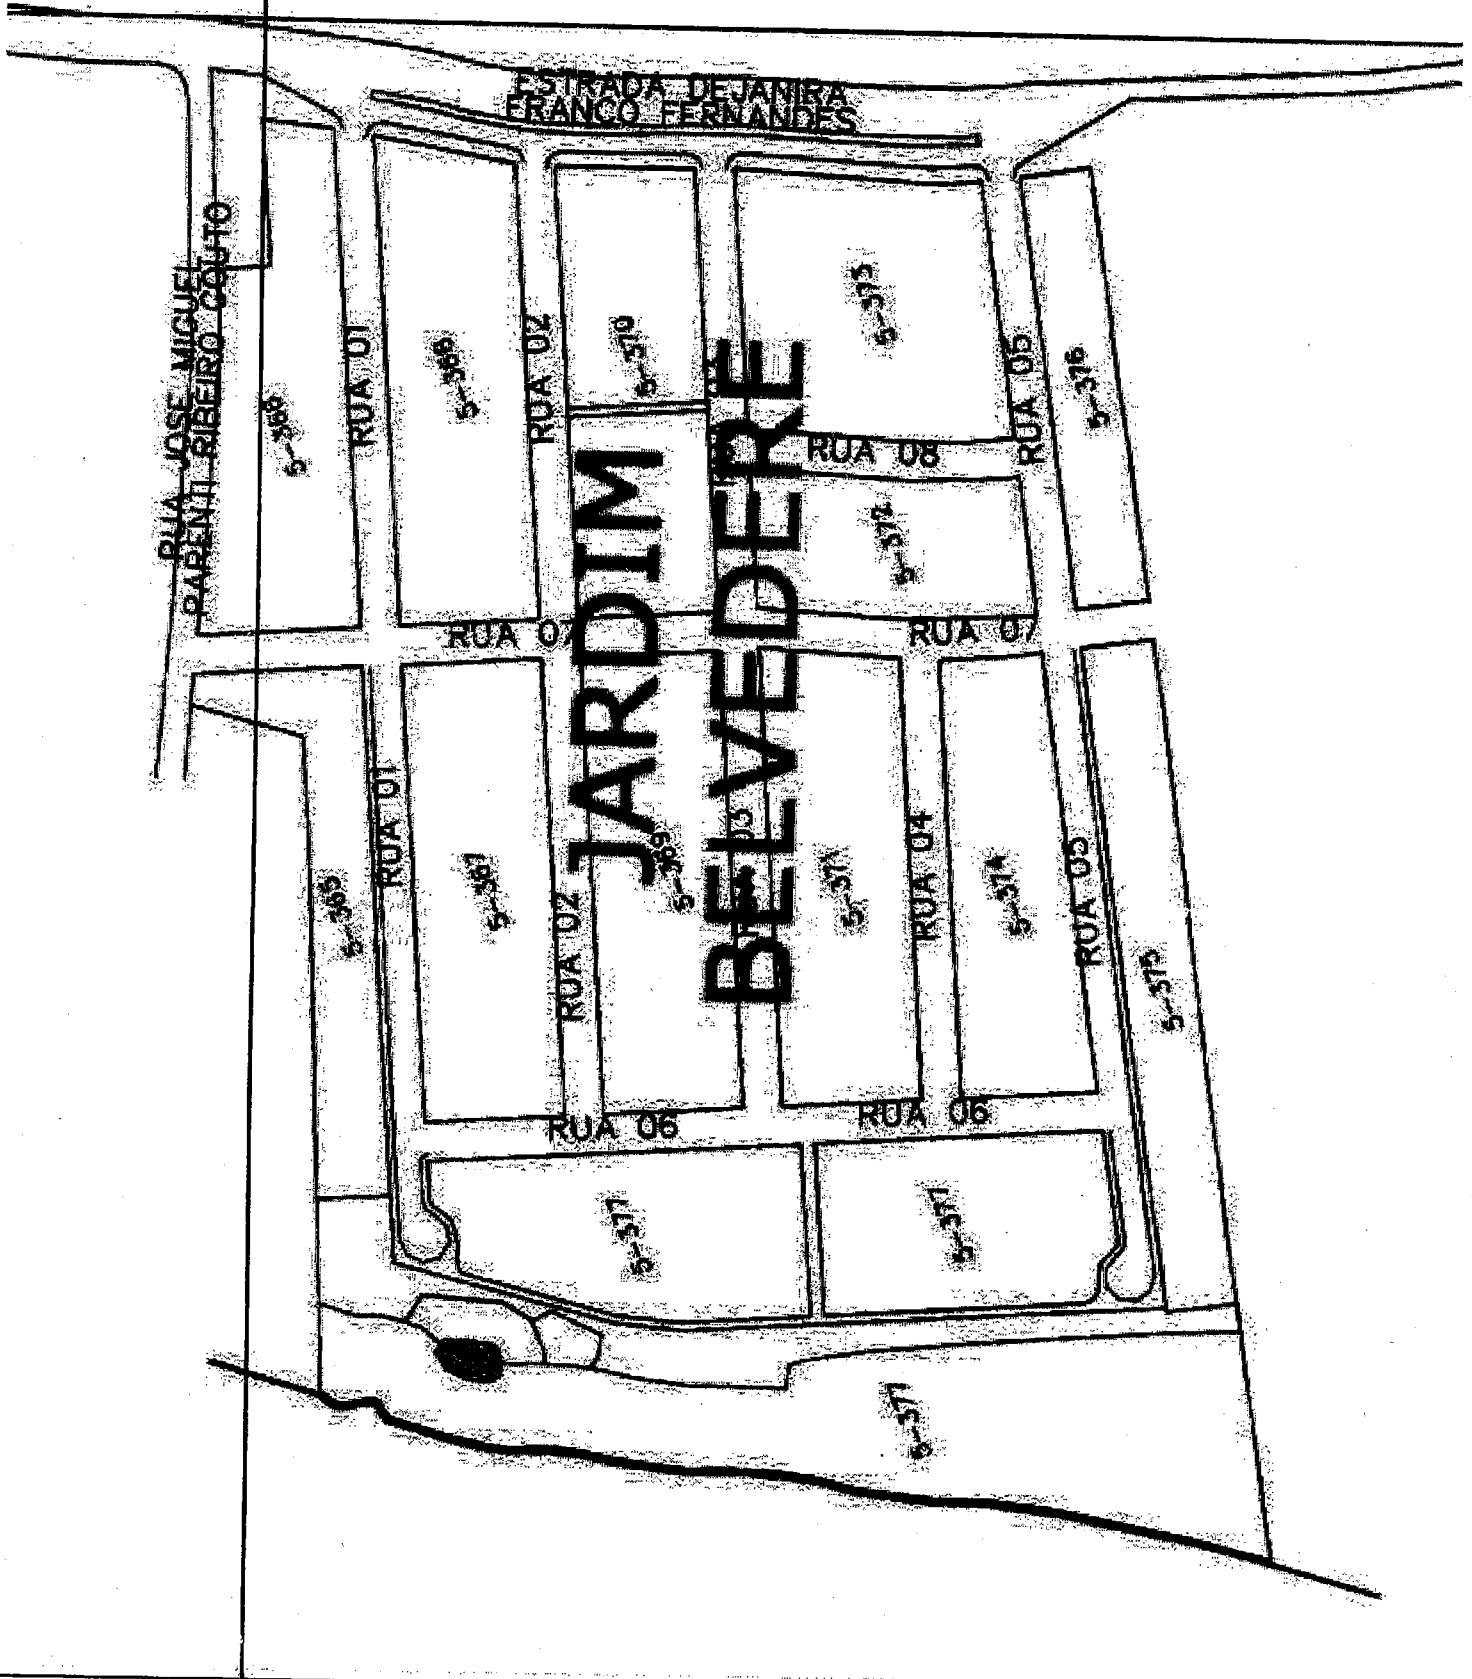 ESTRADA DEJANIRA
FRANCO FERNANDES
RUA JOSE MIGUEL
PARENTI RIBEIRO COUTO
RUA 01
5-368
RUA 02
5-370
5-373
RUA 05
5-376
RUA 08
5-372
JARDIM
BELVEDERE
RUA 07
RUA 07
RUA 01
5-365
5-367
RUA 02
5-369
03
5-371
RUA 04
5-374
RUA 05
5-375
RUA 06
RUA 06
5-377
5-377
5-377